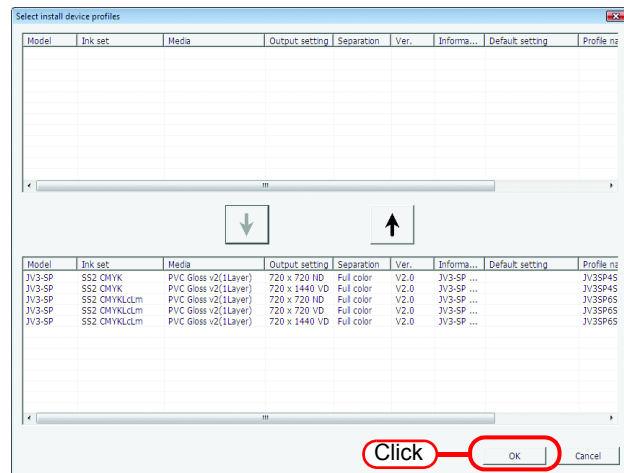 Select install device profiles
Model Ink set Media Output setting Separation Ver. Informa... Default setting Profile na
Model Ink set Media Output setting Separation Ver. Informa... Default setting Profile na
JV3-SP SS2 CMYK PVC Gloss v2(1Layer) 720 x 720 ND Full color V2.0 JV3-SP ... JV3SP4S
JV3-SP SS2 CMYK PVC Gloss v2(1Layer) 720 x 1440 VD Full color V2.0 JV3-SP ... JV3SP4S
JV3-SP SS2 CMYKLcLm PVC Gloss v2(1Layer) 720 x 720 ND Full color V2.0 JV3-SP ... JV3SP6S
JV3-SP SS2 CMYKLcLm PVC Gloss v2(1Layer) 720 x 720 VD Full color V2.0 JV3-SP ... JV3SP6S
JV3-SP SS2 CMYKLcLm PVC Gloss v2(1Layer) 720 x 1440 VD Full color V2.0 JV3-SP ... JV3SP6S
Click OK Cancel